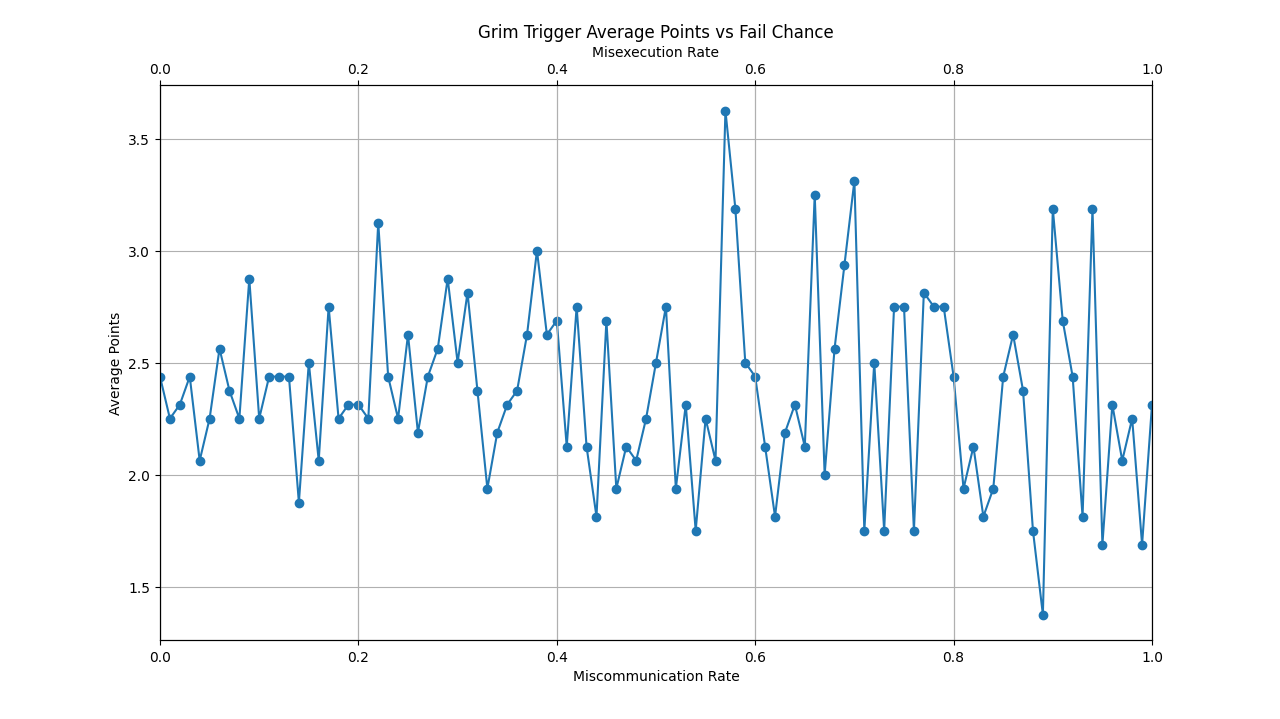 Grim Trigger Average Points vs Fail Chance
Misexecution Rate
0.0 0.2 0.4 0.6 0.8 1.0
3.5
3.0
2.5
2.0
1.5
Average Points
0.0 0.2 0.4 0.6 0.8 1.0
Miscommunication Rate